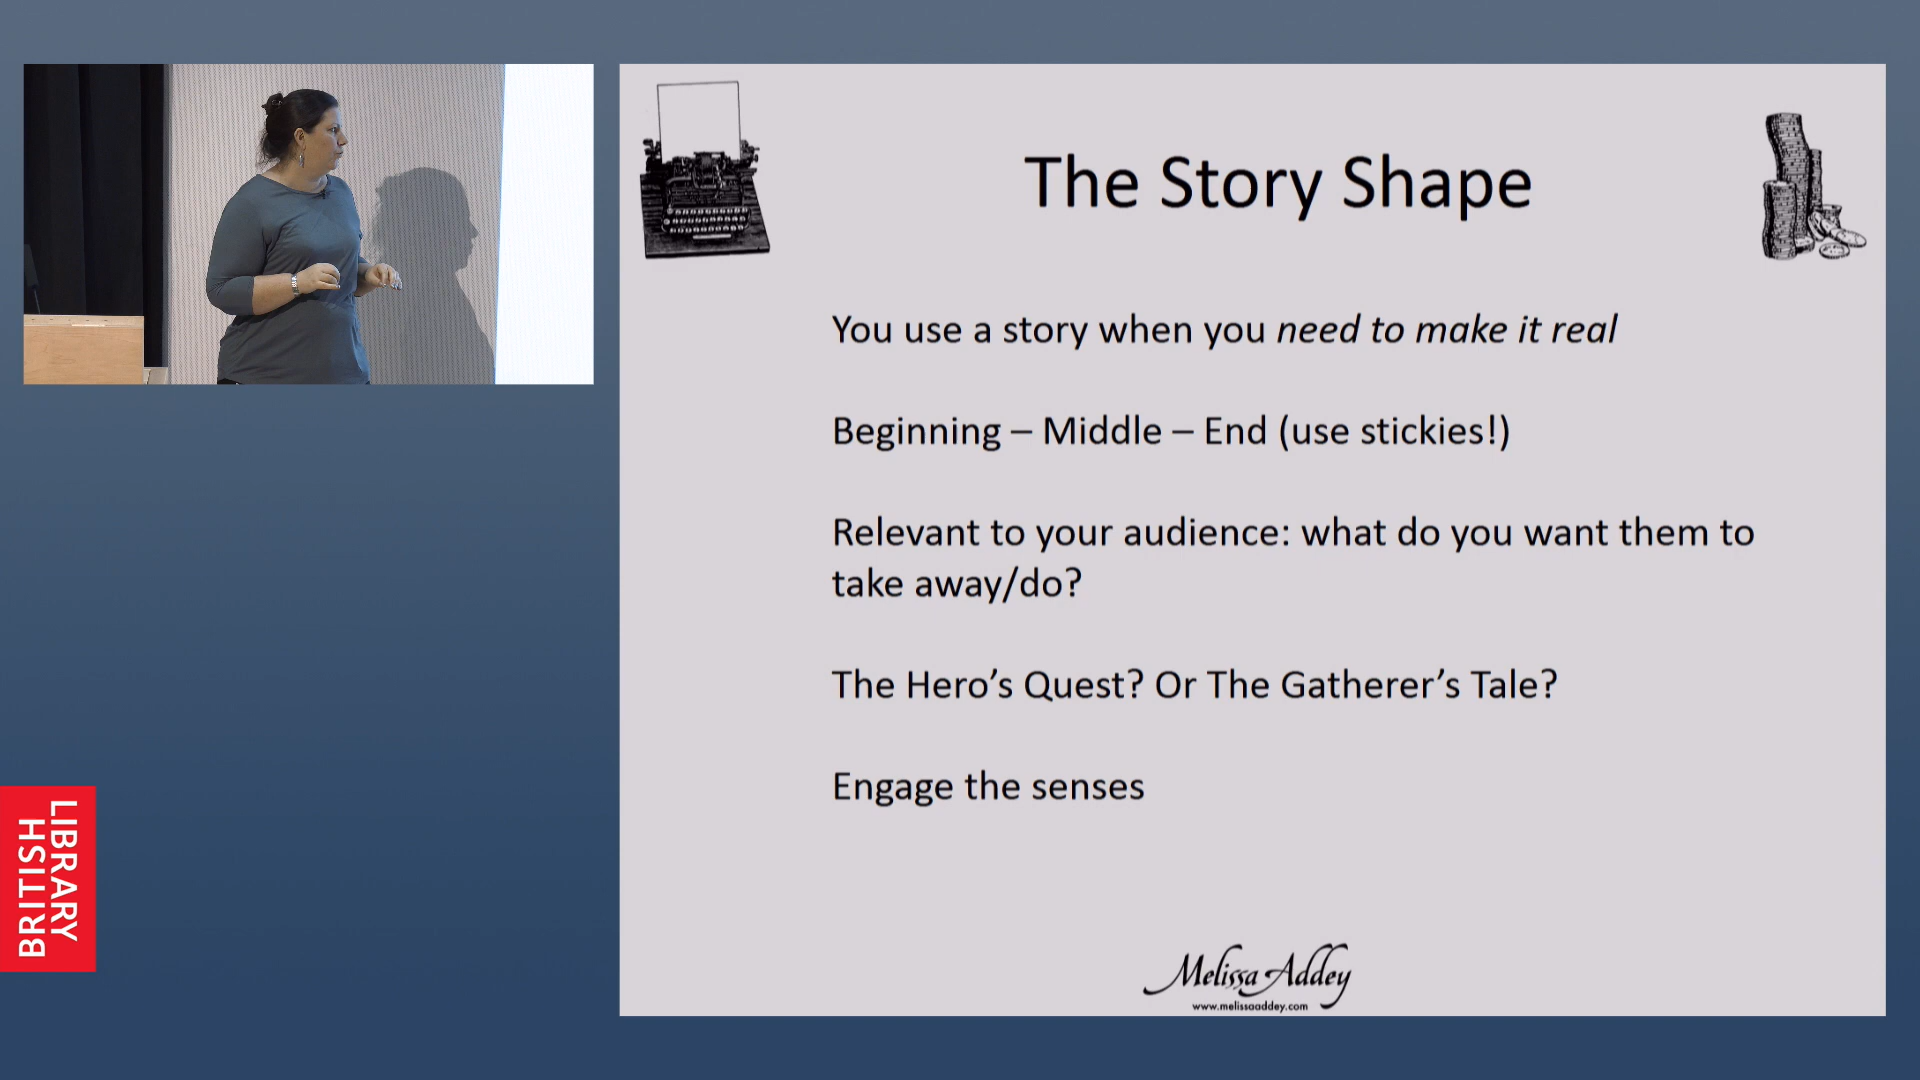 The Story Shape
You use a story when you need to make it real
Beginning – Middle – End (use stickies!)
Relevant to your audience: what do you want them to
take away/do?
The Hero’s Quest? Or The Gatherer’s Tale?
Engage the senses
Melissa Addey
www.melissaaddey.com
LIBRARY
BRITISH